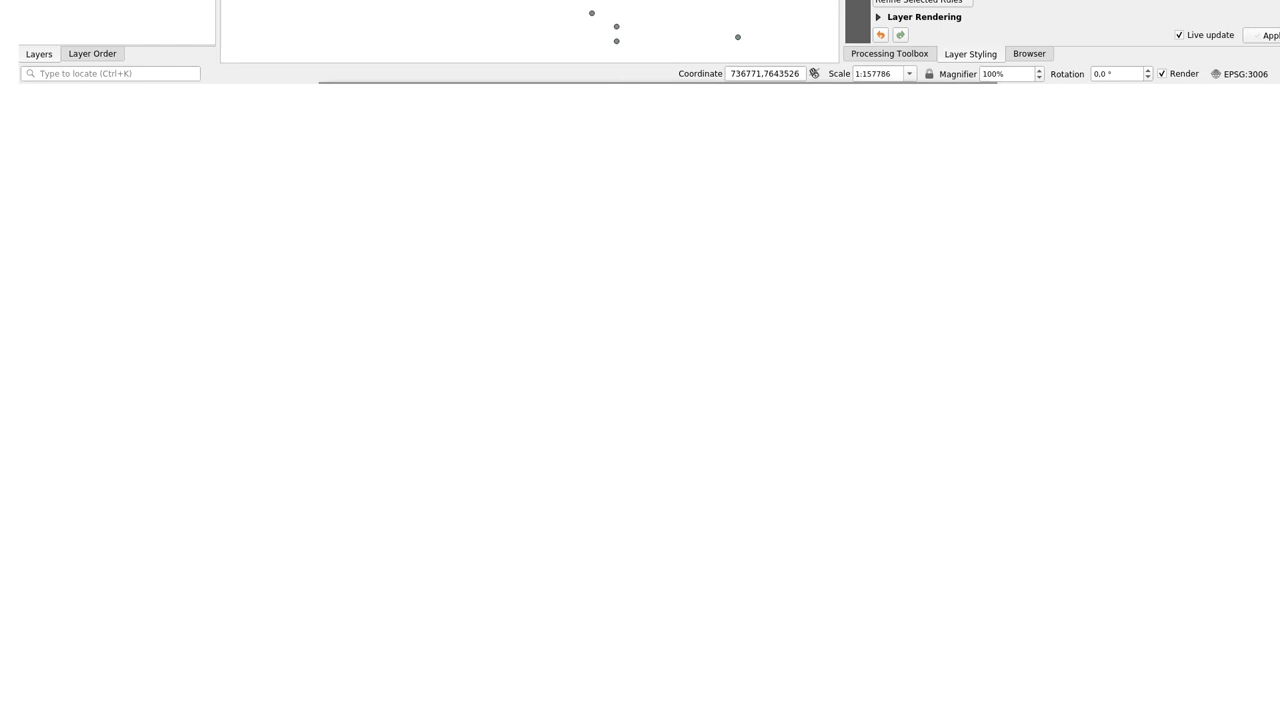 Refine Selected Rules
Layer Rendering
Live update
Layers Layer Order Processing Toolbox Layer Styling Browser
Type to locate (Ctrl+K) Coordinate 736771,7643526 Scale 1:157786 Magnifier 100% Rotation 0,0 ° Render EPSG:3006